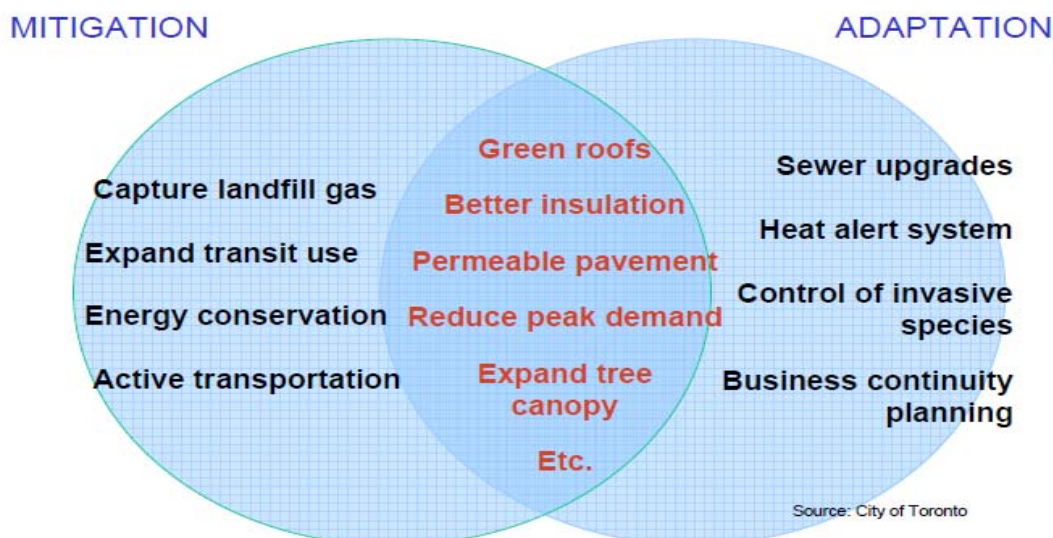 MITIGATION
ADAPTATION
Capture landfill gas
Expand transit use
Energy conservation
Active transportation
Green roofs
Better insulation
Permeable pavement
Reduce peak demand
Expand tree
canopy
Etc.
Sewer upgrades
Heat alert system
Control of invasive
species
Business continuity
planning
Source: City of Toronto